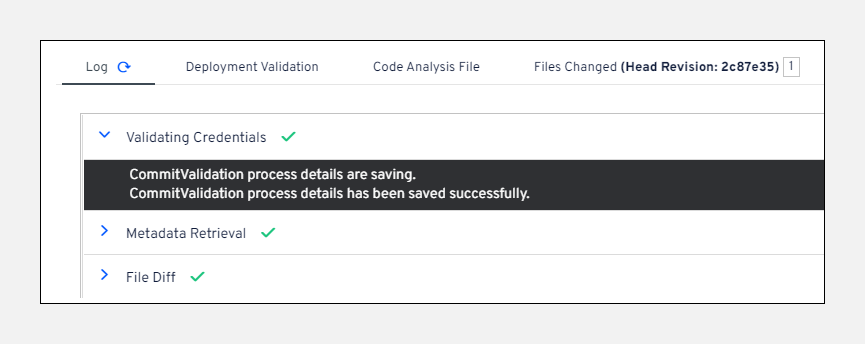 Log Deployment Validation Code Analysis File Files Changed (Head Revision: 2c87e35) 1
Validating Credentials
CommitValidation process details are saving.
CommitValidation process details has been saved successfully.
Metadata Retrieval
File Diff